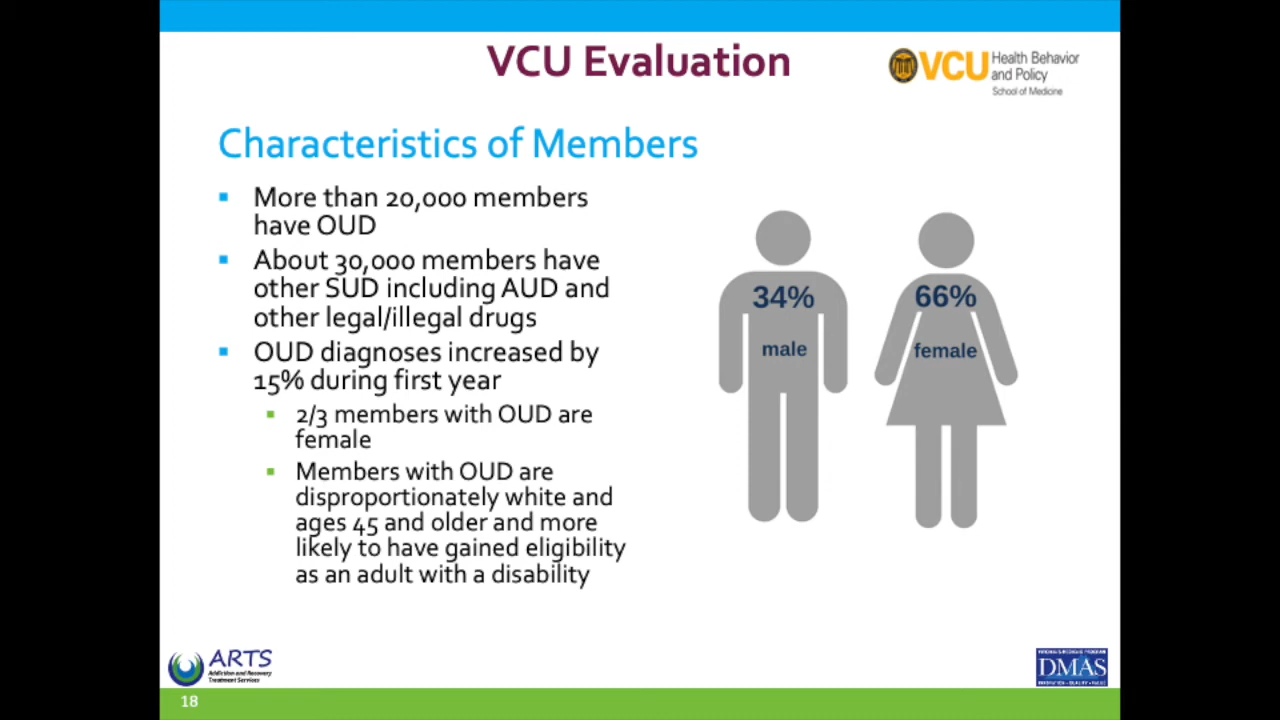 VCU Evaluation
VCU Health Behavior
and Policy
School of Medicine
Characteristics of Members
More than 20,000 members
have OUD
About 30,000 members have
other SUD including AUD and
other legal/illegal drugs
OUD diagnoses increased by
15% during first year
2/3 members with OUD are
female
Members with OUD are
disproportionately white and
ages 45 and older and more
likely to have gained eligibility
as an adult with a disability
34%
male
66%
female
ARTS
Addiction and Recovery
Treatment Services
DMAS
18